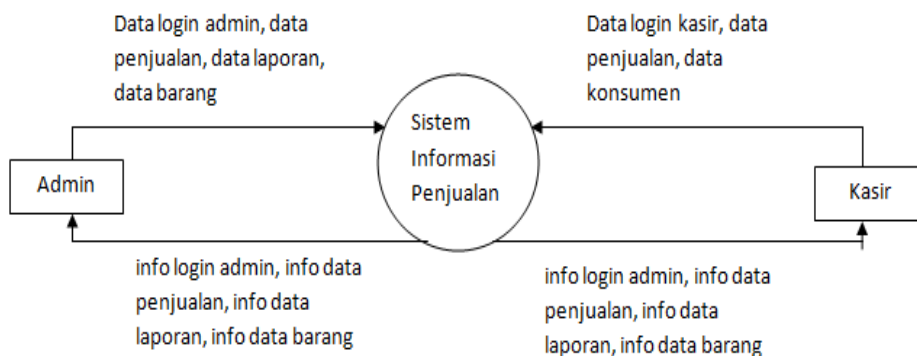 Data login admin, data
penjualan, data laporan,
data barang
Data login kasir, data
penjualan, data
konsumen
Sistem
Informasi
Penjualan
Admin
Kasir
info login admin, info data
penjualan, info data
laporan, info data barang
info login admin, info data
penjualan, info data
laporan, info data barang